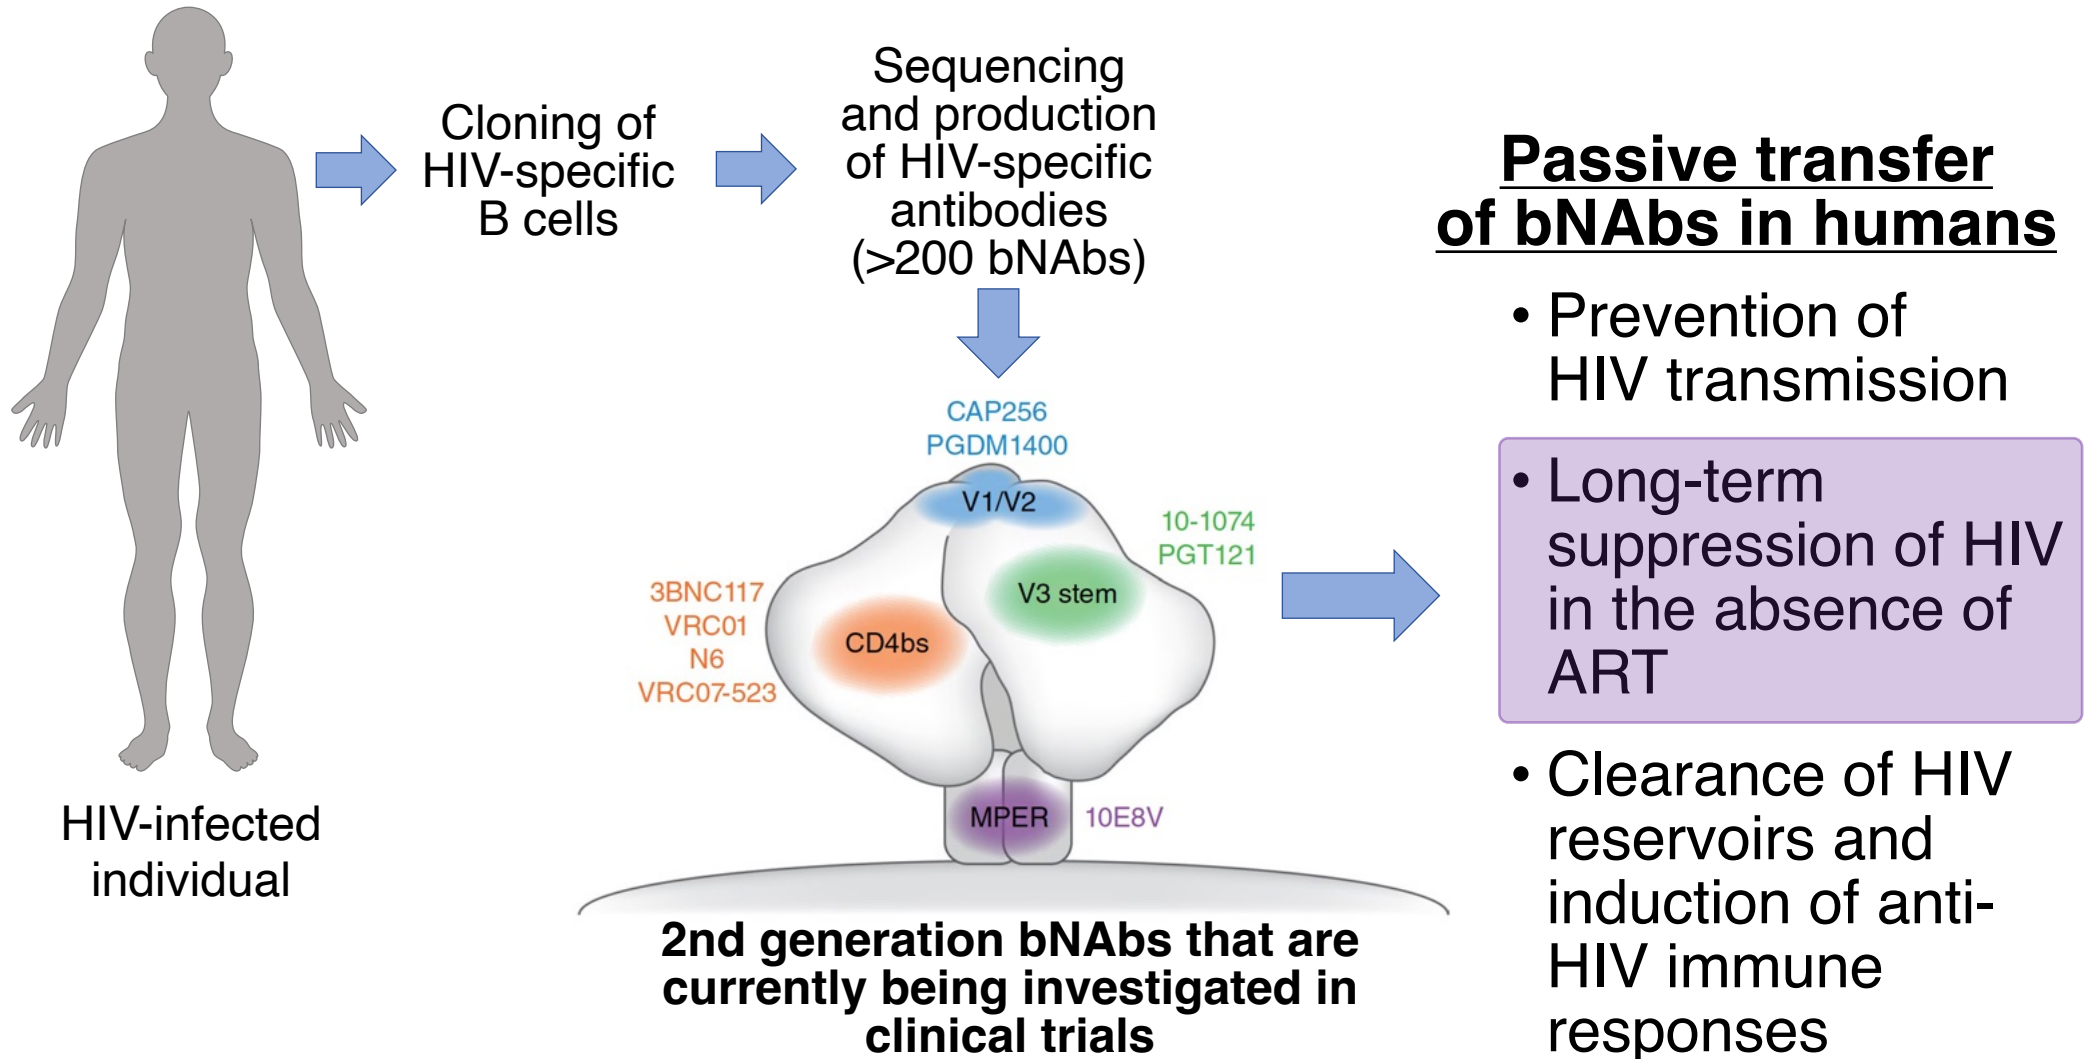 HIV-infected
individual
Cloning of
HIV-specific
B cells
Sequencing
and production
of HIV-specific
antibodies
(>200 bNAbs)
CAP256
PGDM1400
V1/V2
10-1074
PGT121
V3 stem
3BNC117
VRC01
N6
VRC07-523
CD4bs
MPER
10E8V
2nd generation bNAbs that are
currently being investigated in
clinical trials
Passive transfer
of bNAbs in humans
• Prevention of
HIV transmission
• Long-term
suppression of HIV
in the absence of
ART
• Clearance of HIV
reservoirs and
induction of anti-
HIV immune
responses